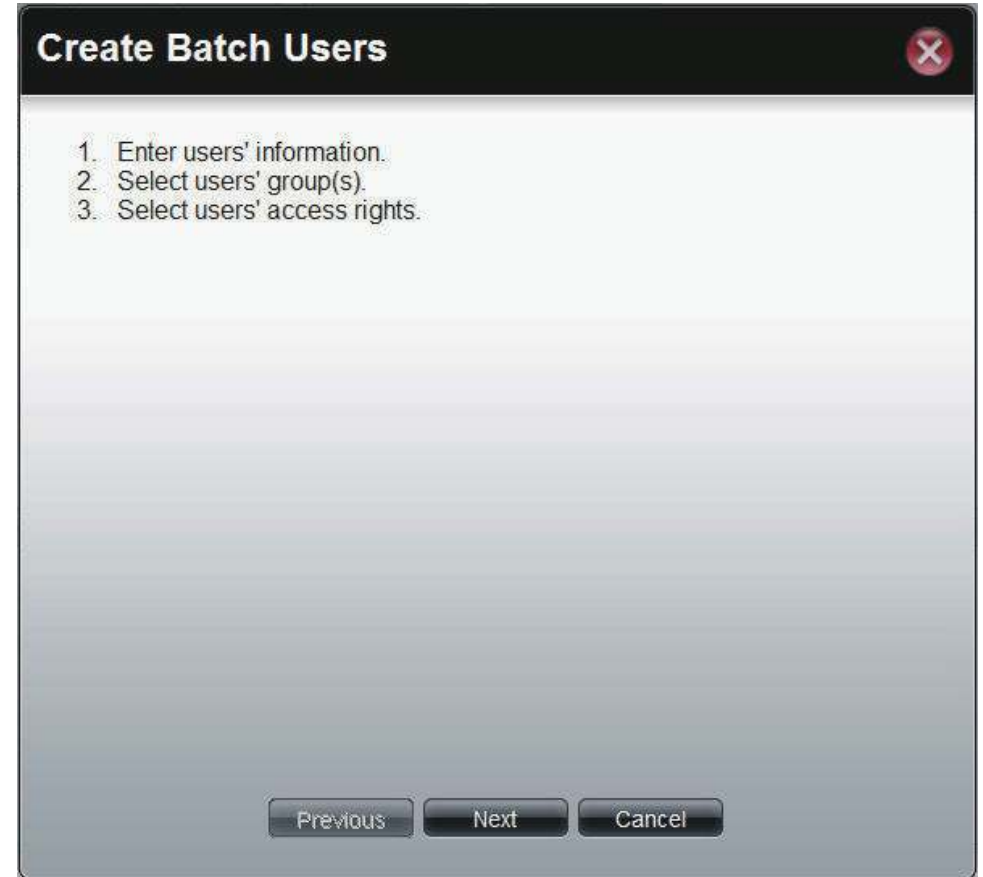 Create Batch Users
1. Enter users' information.
2. Select users' group(s).
3. Select users' access rights.
Previous Next Cancel